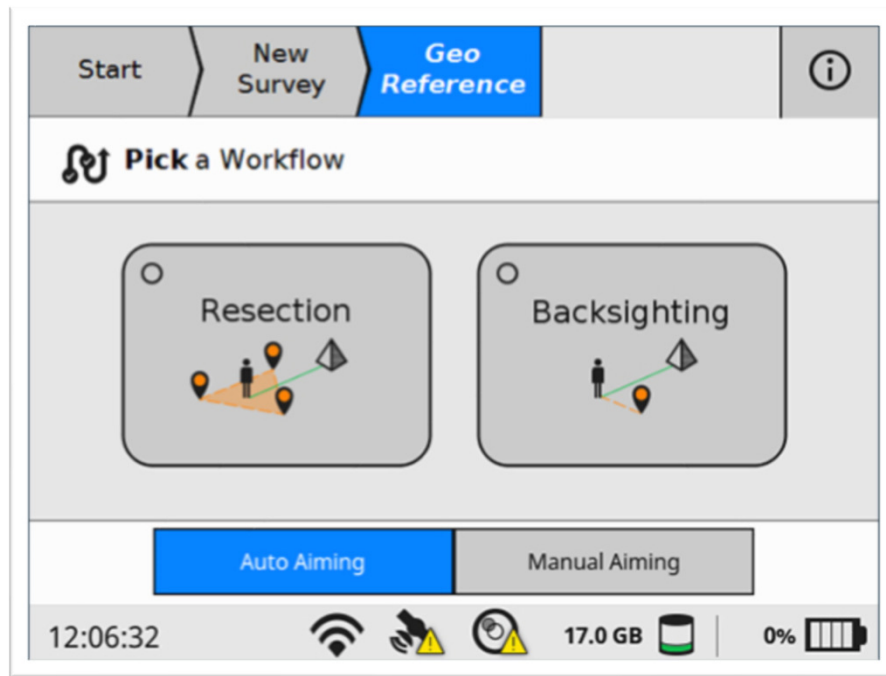 Start
New
Survey
Geo
Reference
Pick a Workflow
Resection
Backsighting
Auto Aiming
Manual Aiming
12:06:32
17.0 GB
0%